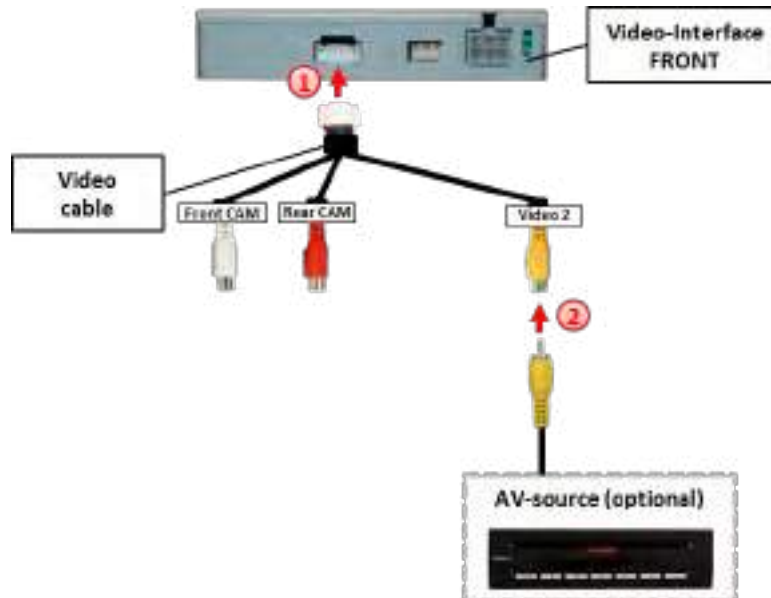 Video-Interface
FRONT
1
Video
cable
Front CAM
Rear CAM
Video 2
2
AV-source (optional)